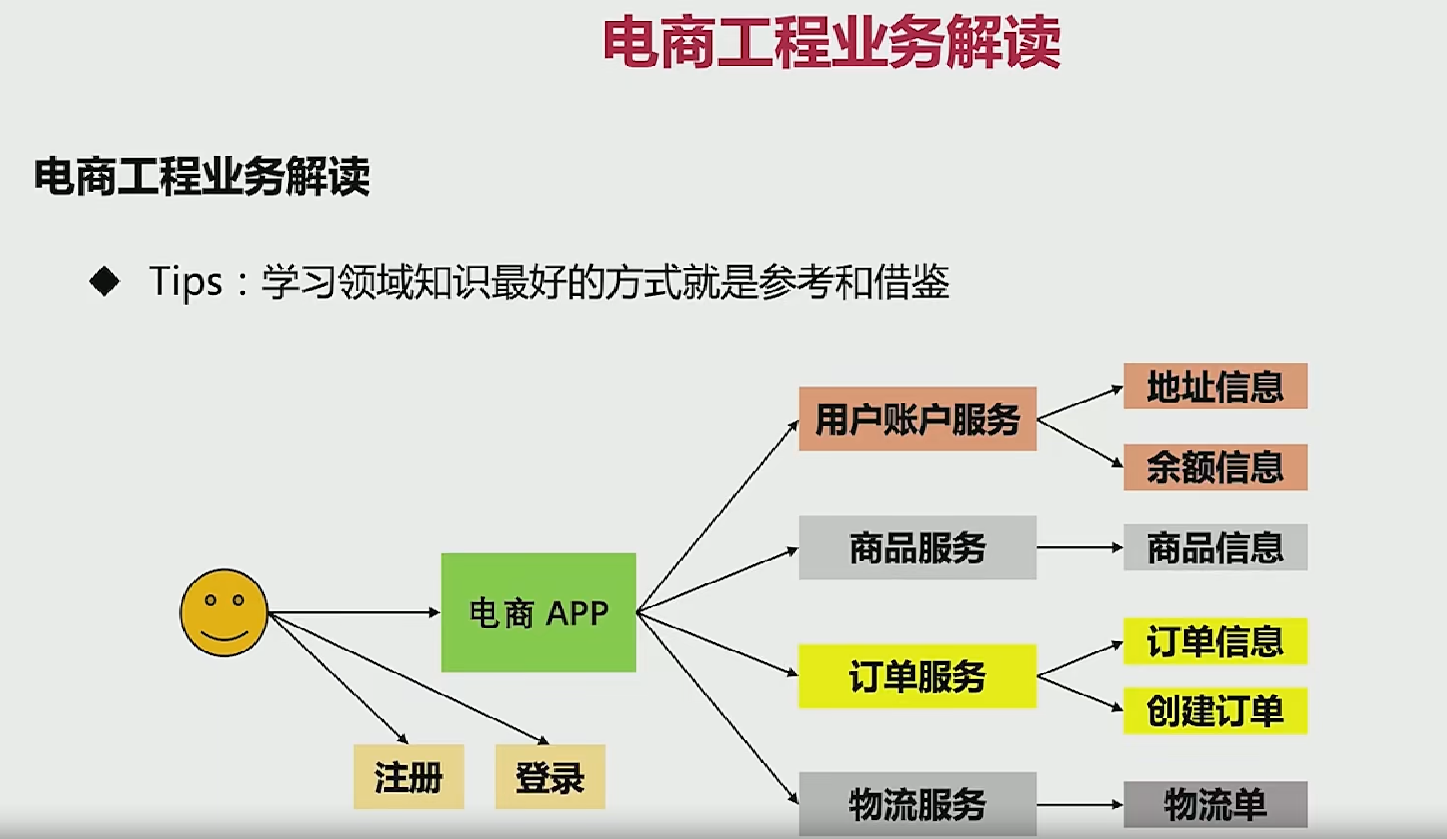 电商工程业务解读
电商工程业务解读
◆ Tips：学习领域知识最好的方式就是参考和借鉴
地址信息
用户账户服务
余额信息
商品服务
商品信息
电商 APP
订单信息
订单服务
创建订单
注册
登录
物流服务
物流单